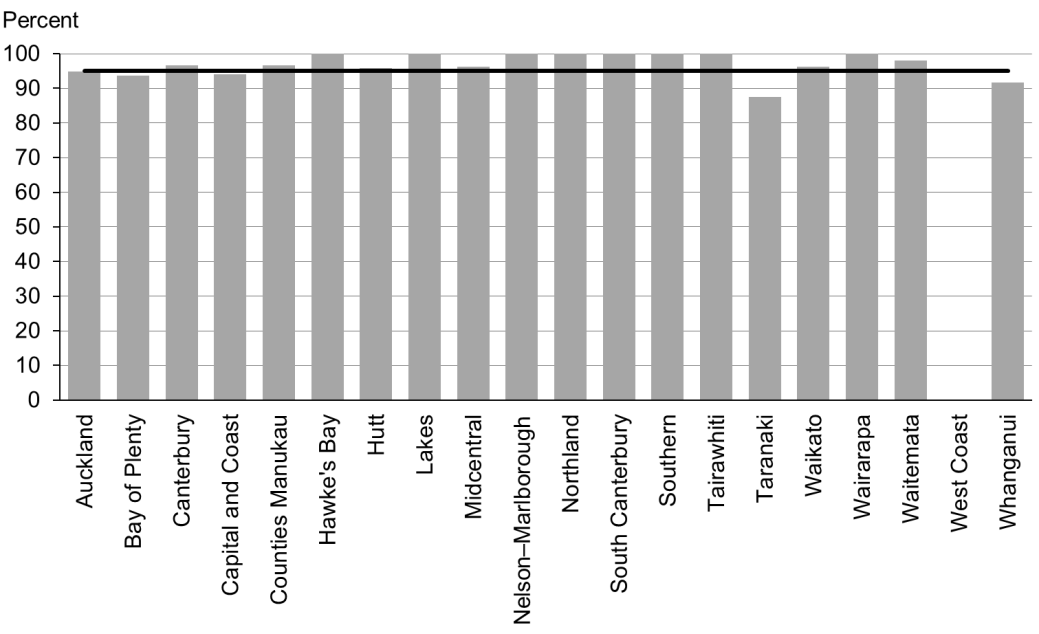 Percent
100
90
80
70
60
50
40
30
20
10
0
Auckland
Bay of Plenty
Canterbury
Capital and Coast
Counties Manukau
Hawke's Bay
Hutt
Lakes
Midcentral
Nelson–Marlborough
Northland
South Canterbury
Southern
Tairawhiti
Taranaki
Waikato
Wairarapa
Waitemata
West Coast
Whanganui